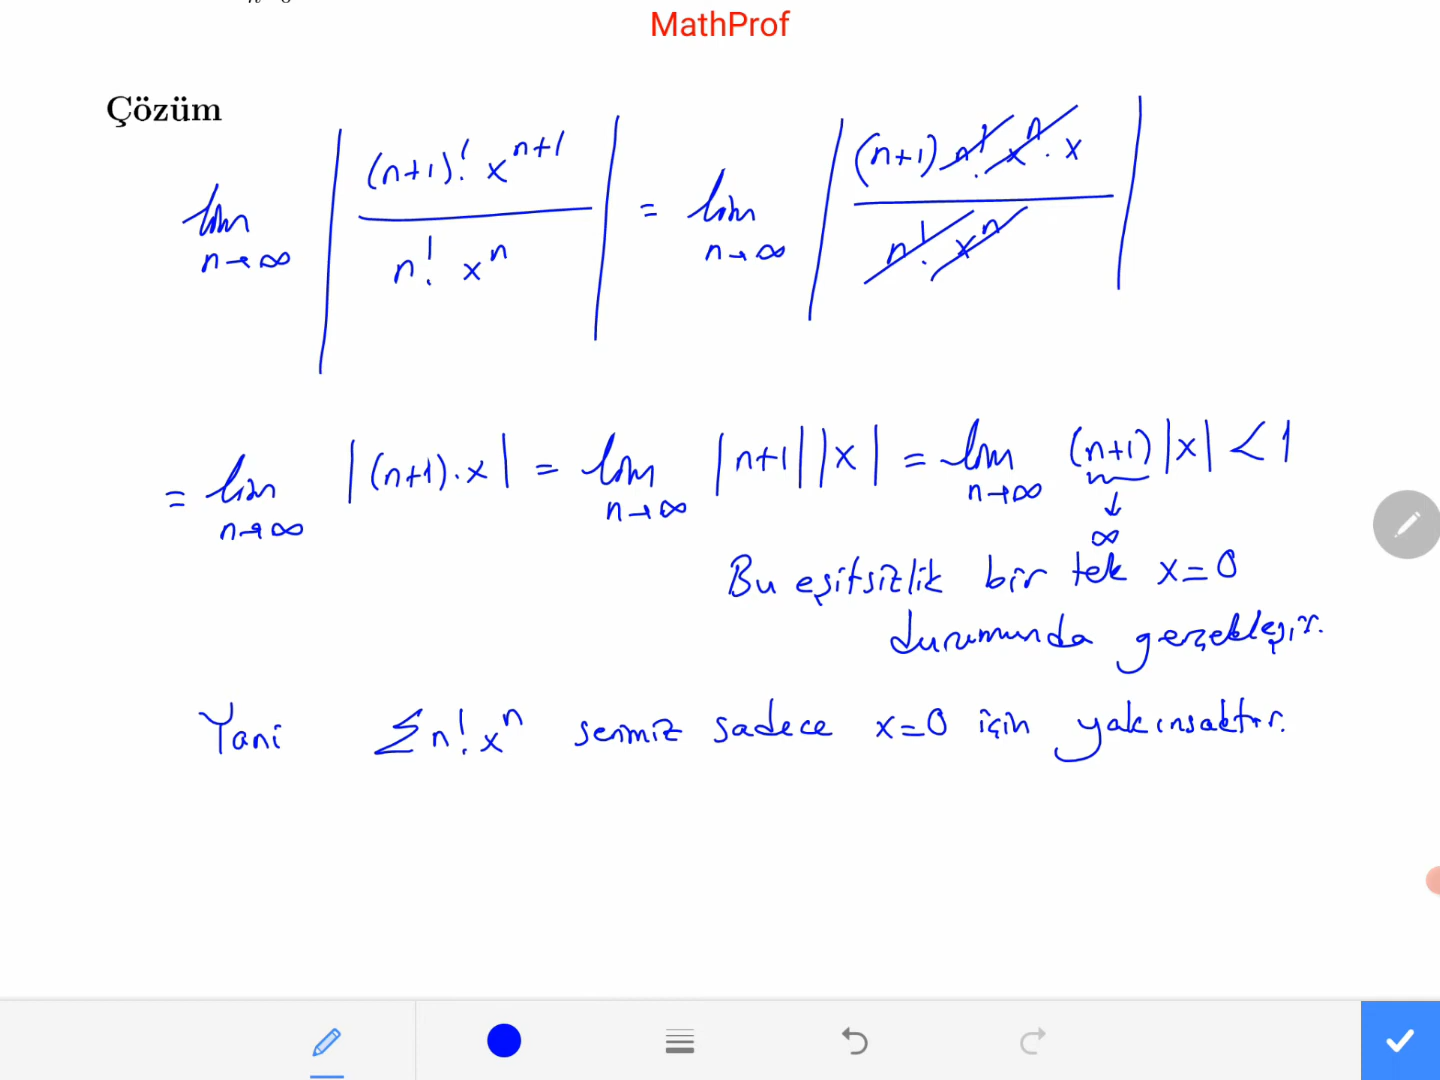 MathProf
Çözüm
lim n→∞ | (n+1)! x^{n+1} / n! x^n | = lim n→∞ | (n+1) n! x^n . x / n! x^n |
= lim n→∞ |(n+1).x| = lim n→∞ |n+1||x| = lim n→∞ (n+1)|x| < 1
↓
∞
Bu eşitsizlik bir tek x=0
durumunda gerçekleşir.
Yani Σ n! x^n serimiz sadece x=0 için yakınsaktır.